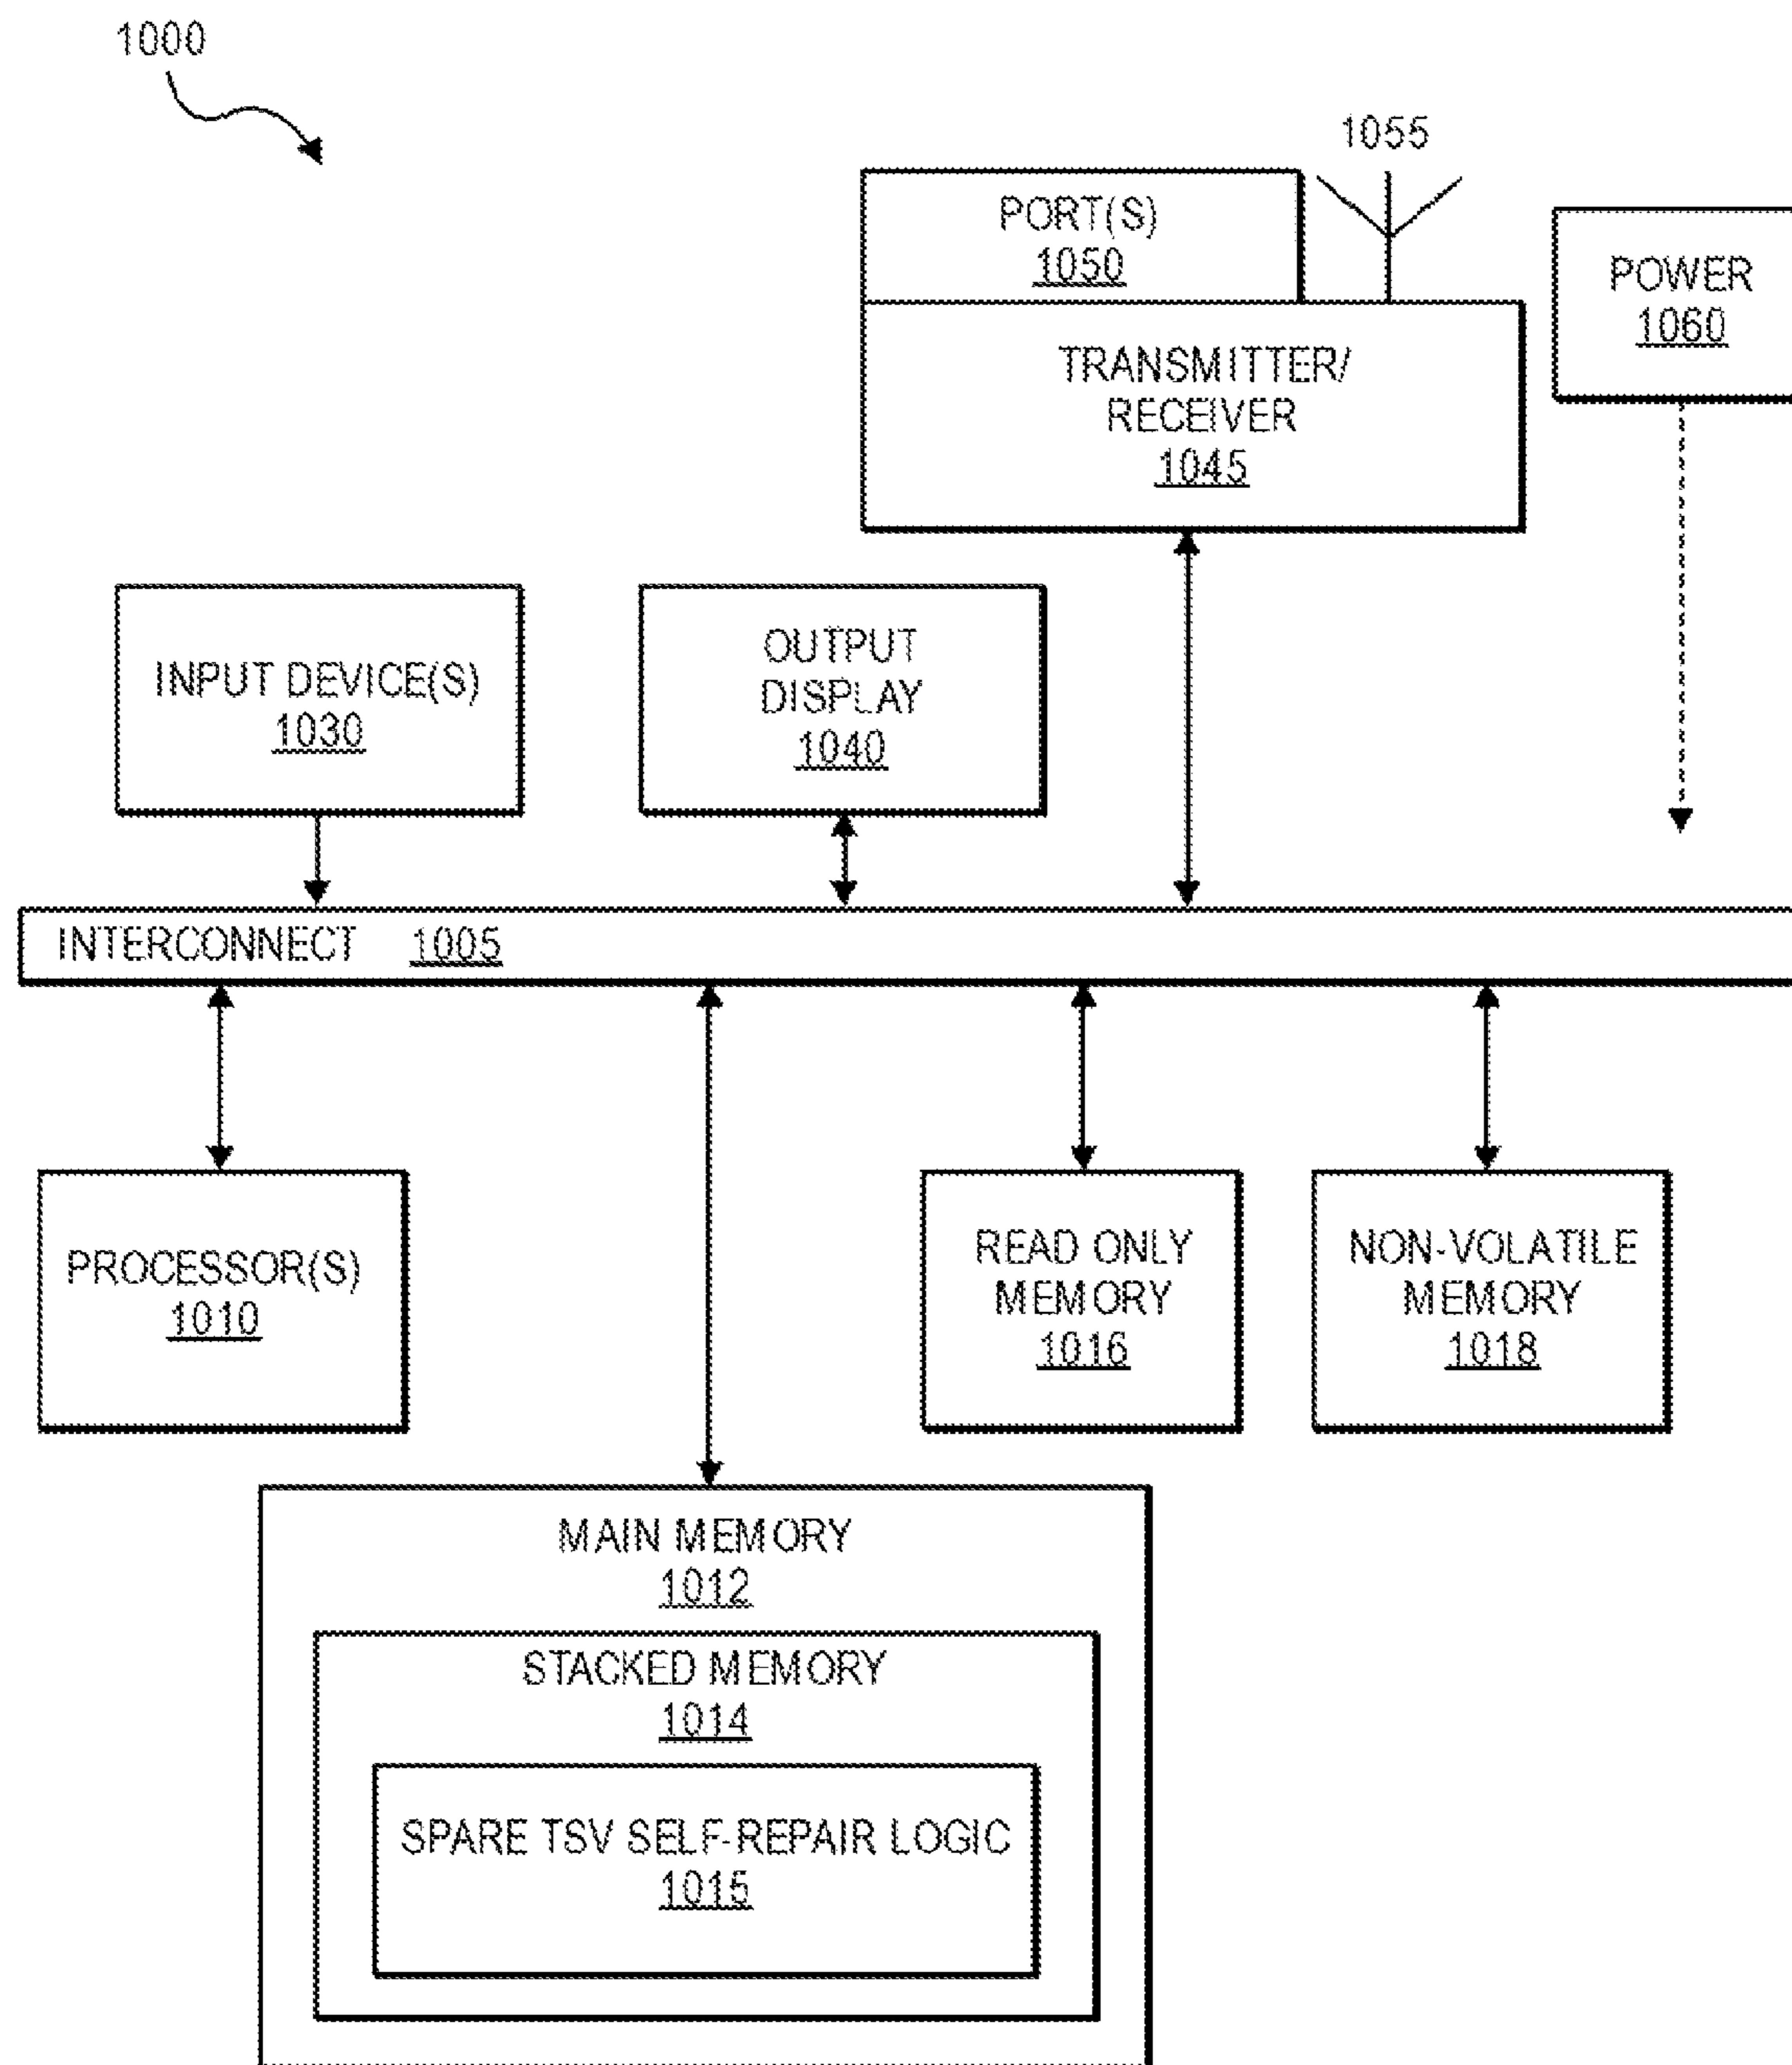 1000
1055
PORT(S)
1050
POWER
1060
TRANSMITTER/
RECEIVER
1045
INPUT DEVICE(S)
1030
OUTPUT
DISPLAY
1040
INTERCONNECT 1005
PROCESSOR(S)
1010
READ ONLY
MEMORY
1016
NON-VOLATILE
MEMORY
1018
MAIN MEMORY
1012
STACKED MEMORY
1014
SPARE TSV SELF-REPAIR LOGIC
1015